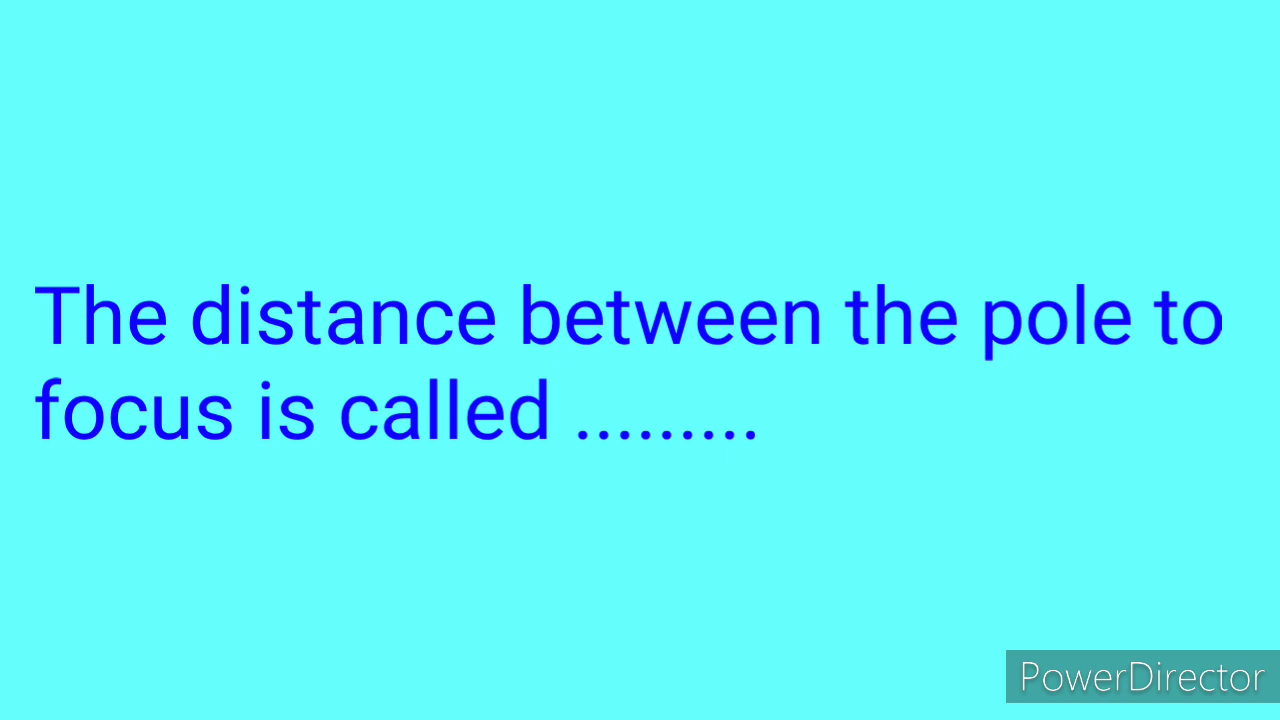 The distance between the pole to
focus is called .........
PowerDirector